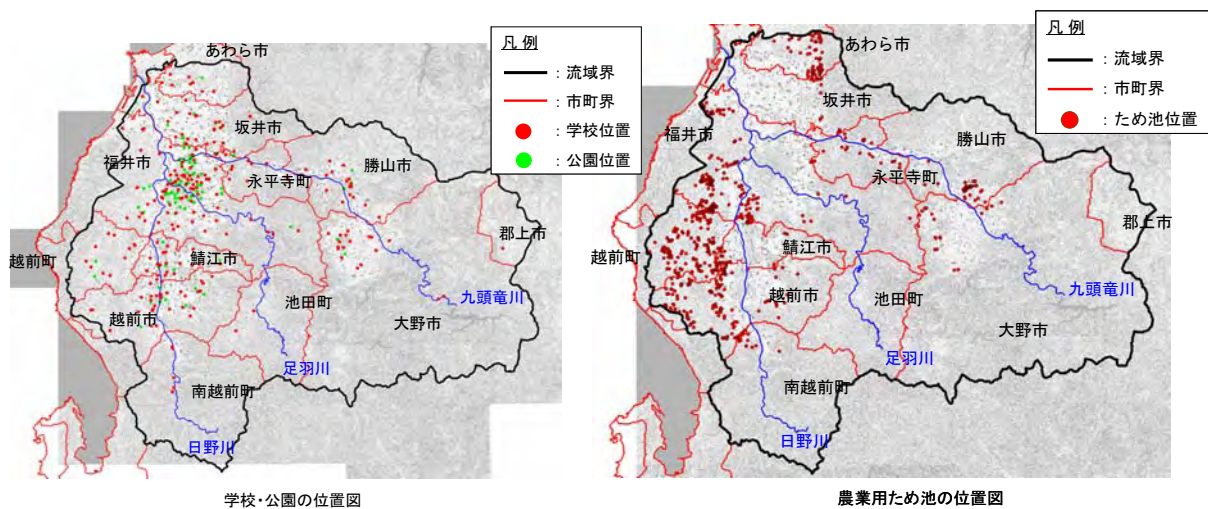 凡 例
: 流域界
: 市町界
: 学校位置
: 公園位置
あわら市
坂井市
福井市
勝山市
永平寺町
郡上市
越前町
鯖江市
池田町
九頭竜川
越前市
大野市
足羽川
南越前町
日野川
学校・公園の位置図
凡 例
: 流域界
: 市町界
: ため池位置
あわら市
坂井市
勝山市
福井市
永平寺町
郡上市
越前町
鯖江市
越前市
池田町
九頭竜川
大野市
足羽川
南越前町
日野川
農業用ため池の位置図